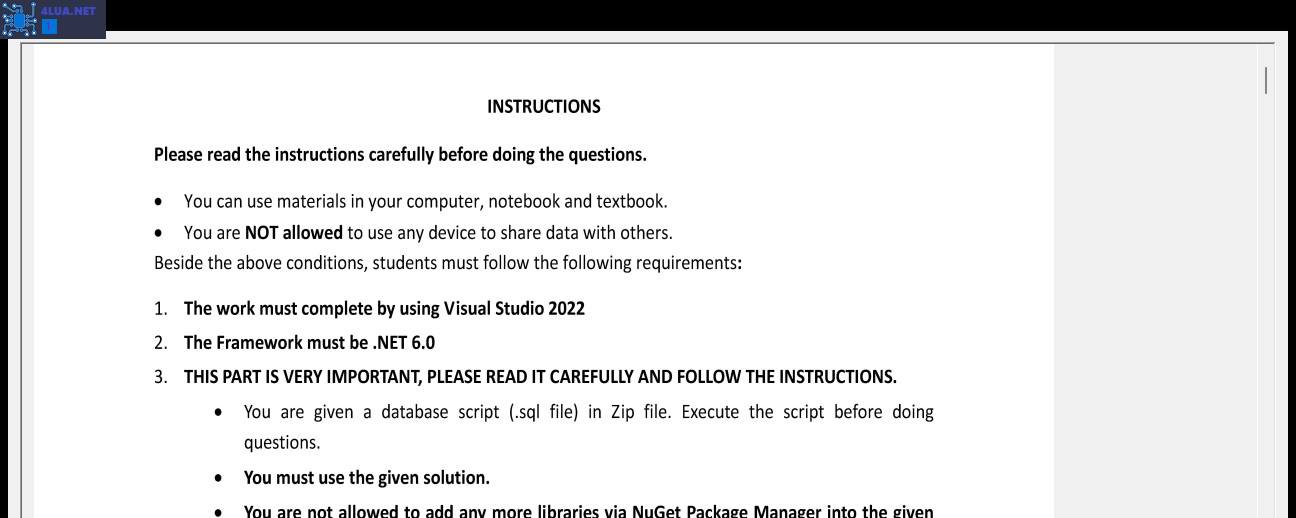 4LUA.NET
INSTRUCTIONS
Please read the instructions carefully before doing the questions.
• You can use materials in your computer, notebook and textbook.
• You are NOT allowed to use any device to share data with others.
Beside the above conditions, students must follow the following requirements:
1. The work must complete by using Visual Studio 2022
2. The Framework must be .NET 6.0
3. THIS PART IS VERY IMPORTANT, PLEASE READ IT CAREFULLY AND FOLLOW THE INSTRUCTIONS.
• You are given a database script (.sql file) in Zip file. Execute the script before doing
questions.
• You must use the given solution.
• You are not allowed to add any more libraries via NuGet Package Manager into the given